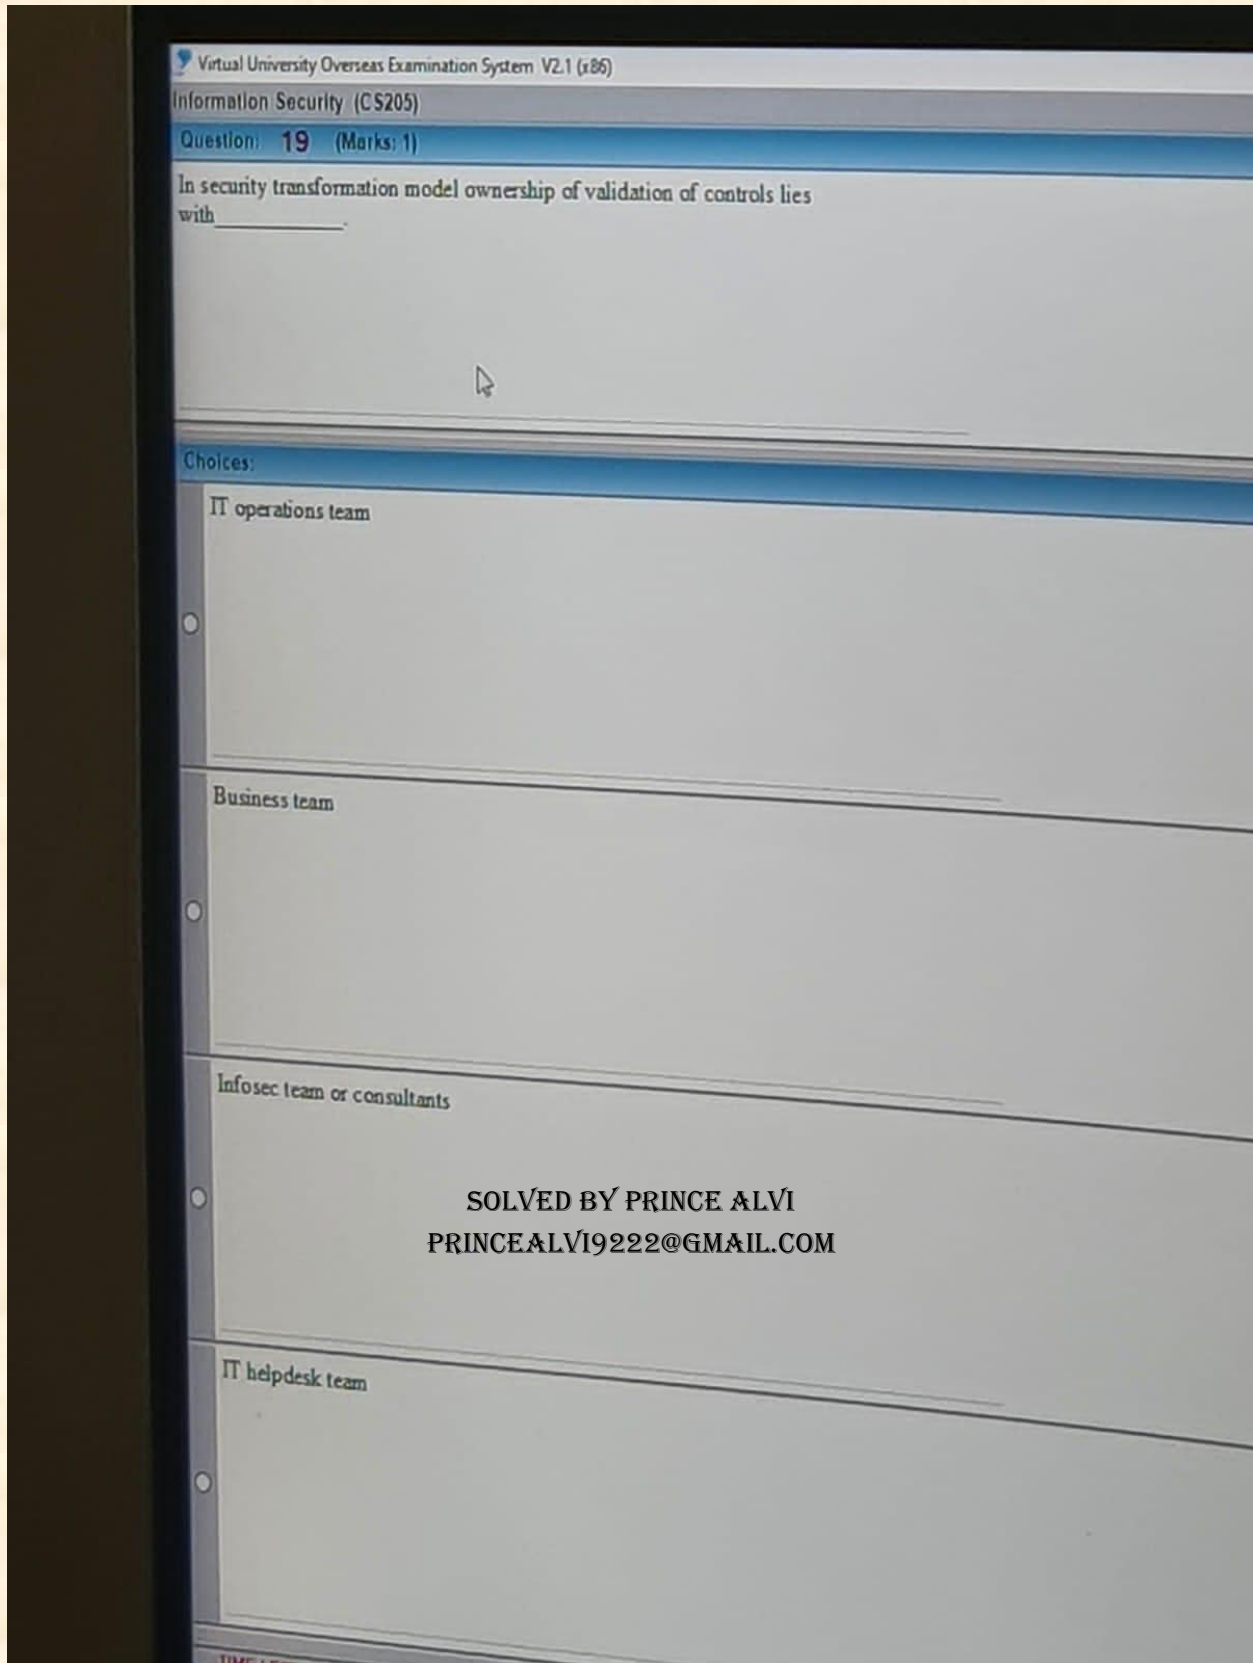 Virtual University Overseas Examination System V2.1 (x86)
Information Security (CS205)
Question: 19 (Marks: 1)
In security transformation model ownership of validation of controls lies
with____________.
Choices:
IT operations team
Business team
Infosec team or consultants
SOLVED BY PRINCE ALVI
PRINCEALVI9222@GMAIL.COM
IT helpdesk team